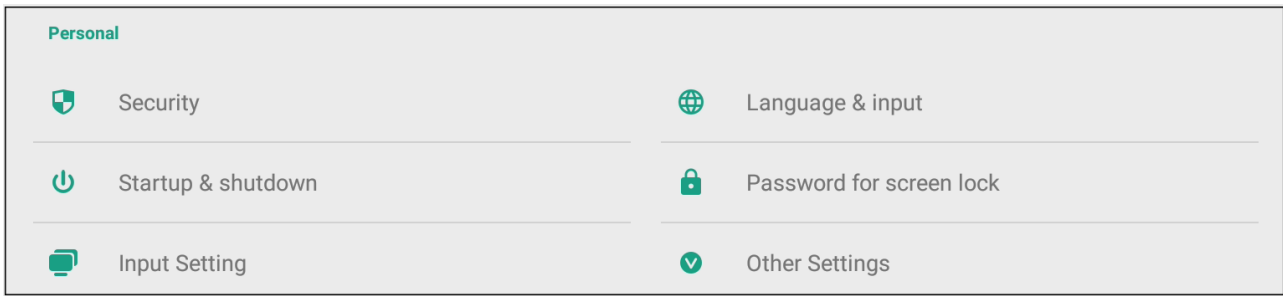 Personal
Security
Language & input
Startup & shutdown
Password for screen lock
Input Setting
Other Settings